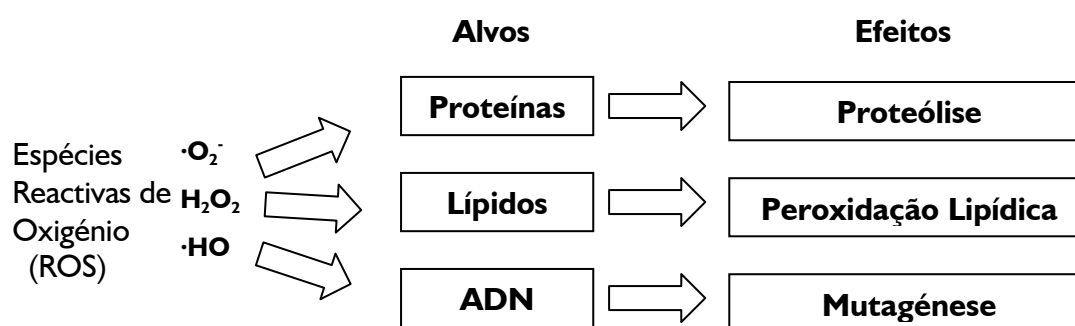 Alvos
Efeitos
Espécies
Reactivas de
Oxigénio
(ROS)
·O₂⁻
H₂O₂
·HO
Proteínas
Proteólise
Lípidos
Peroxidação Lipídica
ADN
Mutagénese